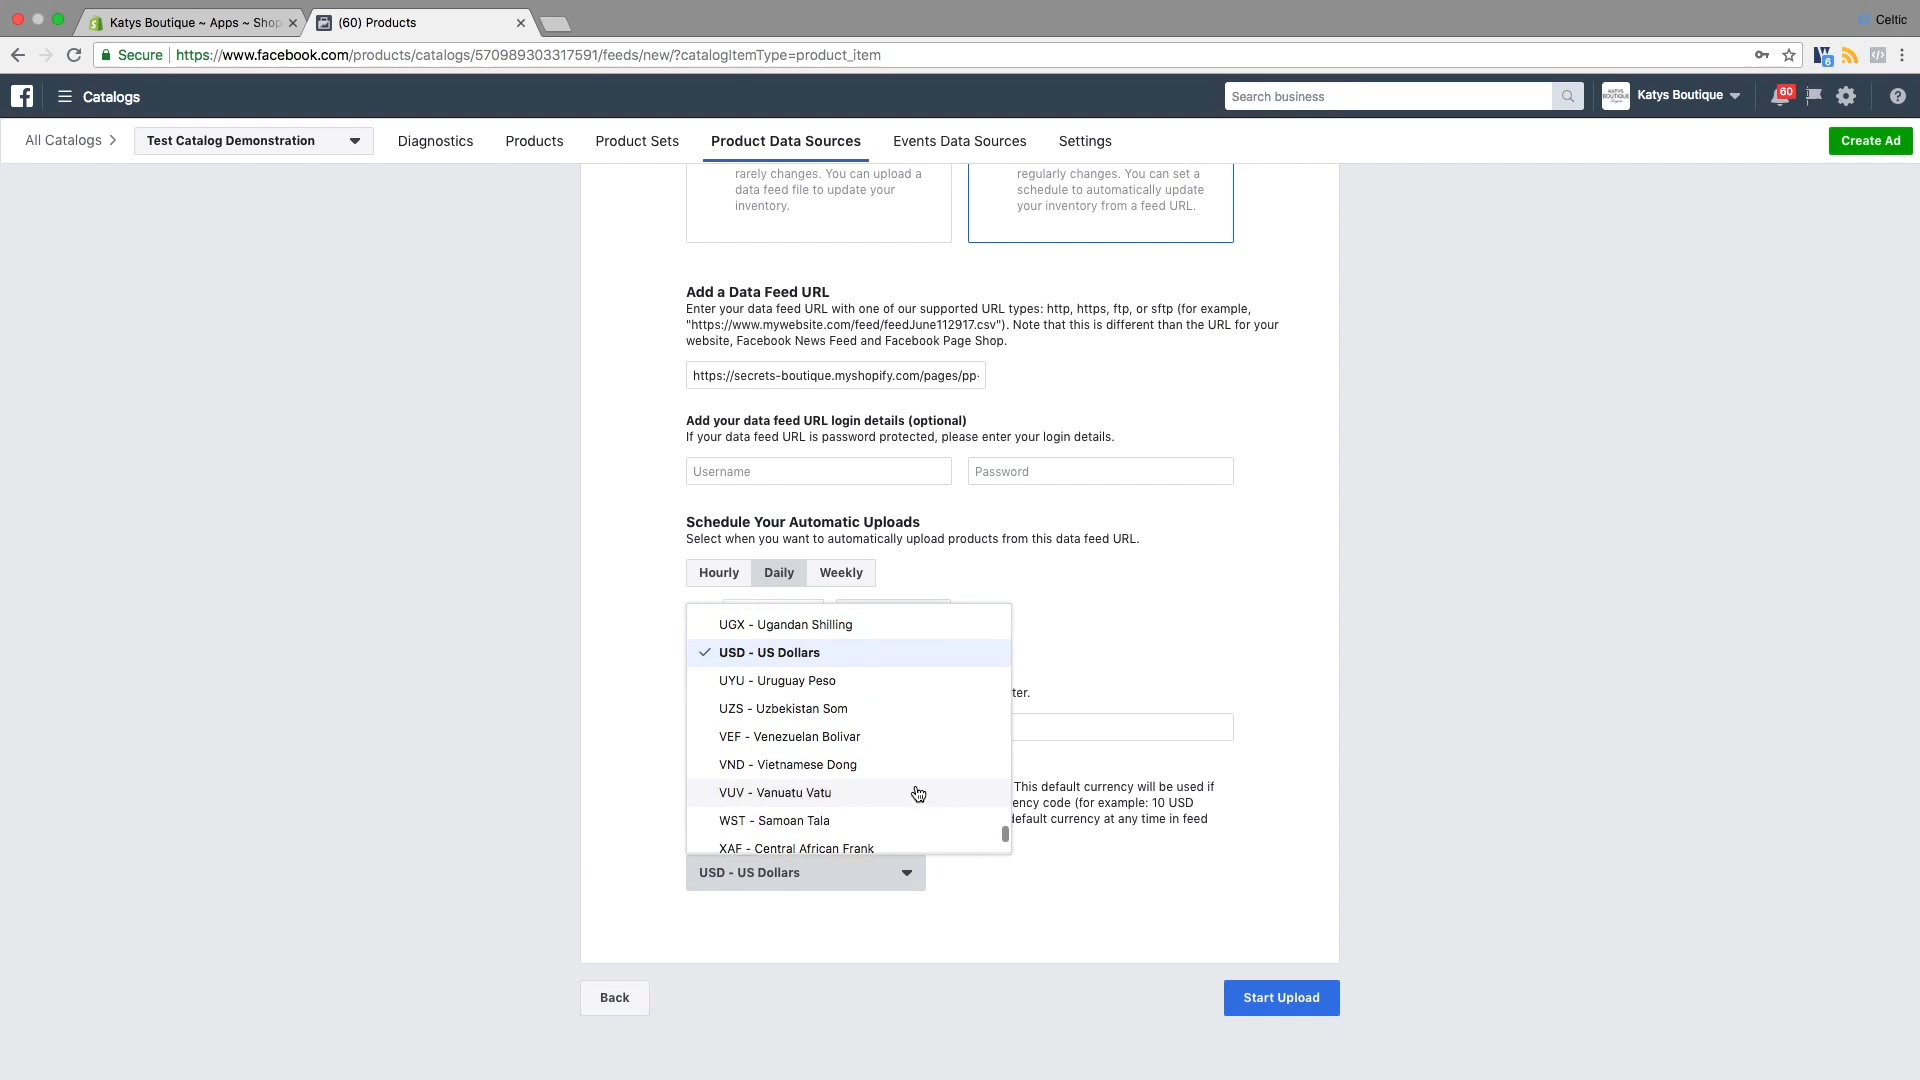 Katys Boutique ~ Apps ~ Shop
(60) Products
Celtic
Secure
https://www.facebook.com/products/catalogs/570989303317591/feeds/new/?catalogItemType=product_item
6
Catalogs
Search business
Katys Boutique
60
All Catalogs
Test Catalog Demonstration
Diagnostics
Products
Product Sets
Product Data Sources
Events Data Sources
Settings
Create Ad
rarely changes. You can upload a
data feed file to update your
inventory.
regularly changes. You can set a
schedule to automatically update
your inventory from a feed URL.
Add a Data Feed URL
Enter your data feed URL with one of our supported URL types: http, https, ftp, or sftp (for example,
"https://www.mywebsite.com/feed/feedJune112917.csv"). Note that this is different than the URL for your
website, Facebook News Feed and Facebook Page Shop.
https://secrets-boutique.myshopify.com/pages/pp-
Add your data feed URL login details (optional)
If your data feed URL is password protected, please enter your login details.
Username
Password
Schedule Your Automatic Uploads
Select when you want to automatically upload products from this data feed URL.
Hourly
Daily
Weekly
UGX - Ugandan Shilling
USD - US Dollars
UYU - Uruguay Peso
UZS - Uzbekistan Som
VEF - Venezuelan Bolivar
VND - Vietnamese Dong
VUV - Vanuatu Vatu
WST - Samoan Tala
XAF - Central African Frank
ter.
This default currency will be used if
ency code (for example: 10 USD
default currency at any time in feed
USD - US Dollars
Back
Start Upload